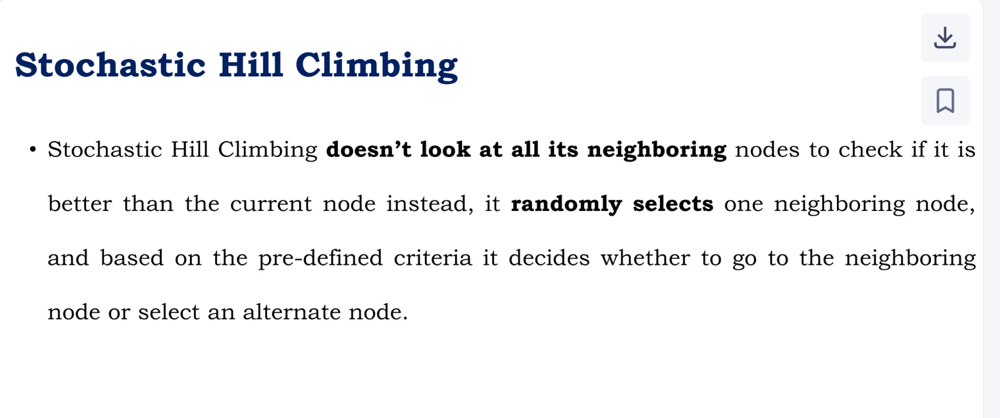 Stochastic Hill Climbing
• Stochastic Hill Climbing doesn’t look at all its neighboring nodes to check if it is
better than the current node instead, it randomly selects one neighboring node,
and based on the pre-defined criteria it decides whether to go to the neighboring
node or select an alternate node.